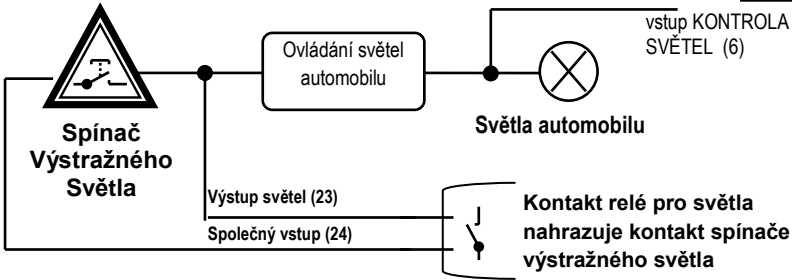 vstup KONTROLA
SVĚTEL (6)
Ovládání světel
automobilu
Světla automobilu
Spínač
Výstražného
Světla
Výstup světel (23)
Společný vstup (24)
Kontakt relé pro světla
nahrazuje kontakt spínače
výstražného světla